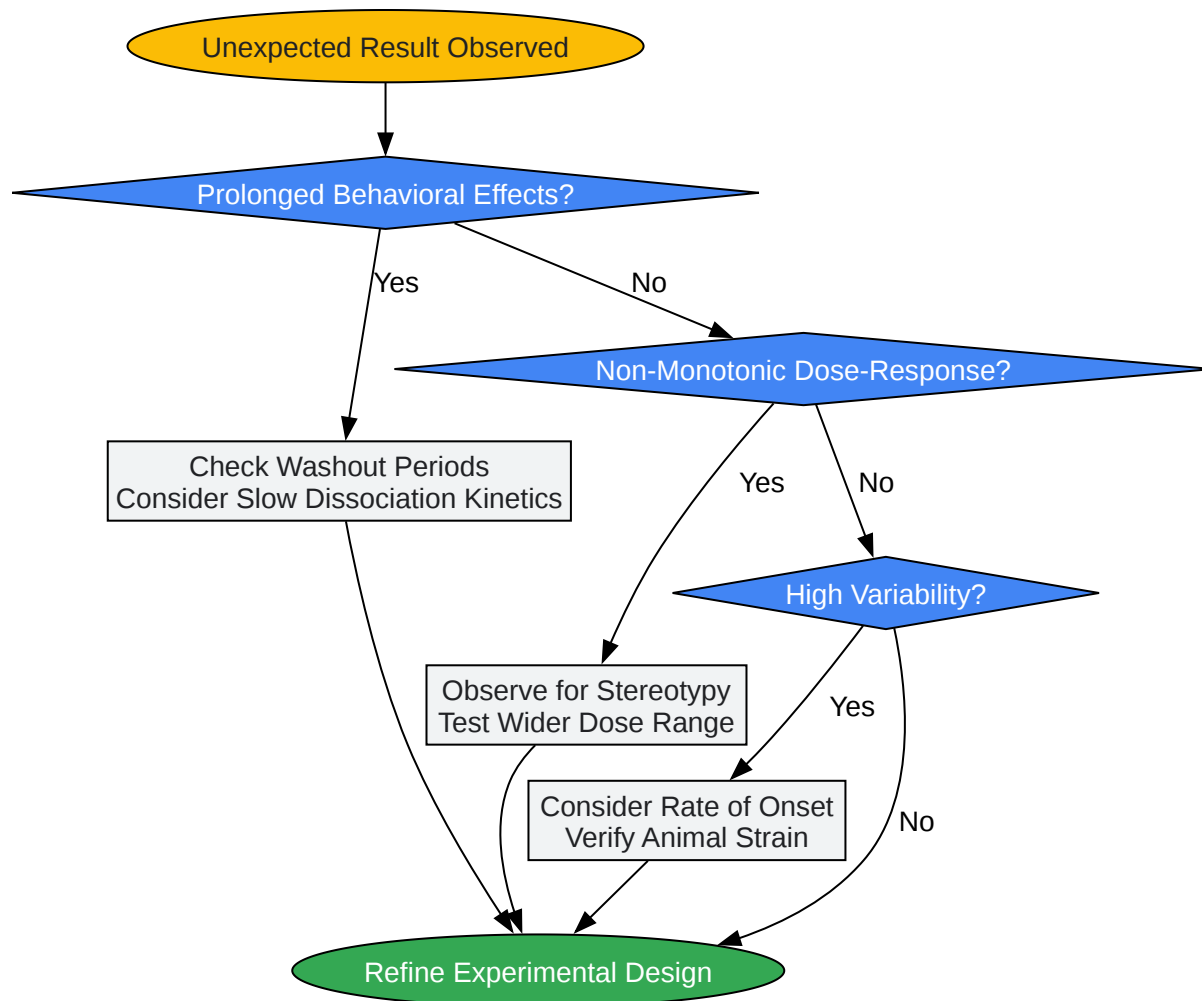 Unexpected Result Observed
Prolonged Behavioral Effects?
Yes
No
Non-Monotonic Dose-Response?
Check Washout Periods
Consider Slow Dissociation Kinetics
Yes
No
High Variability?
Observe for Stereotypy
Test Wider Dose Range
Yes
Consider Rate of Onset
Verify Animal Strain
No
Refine Experimental Design